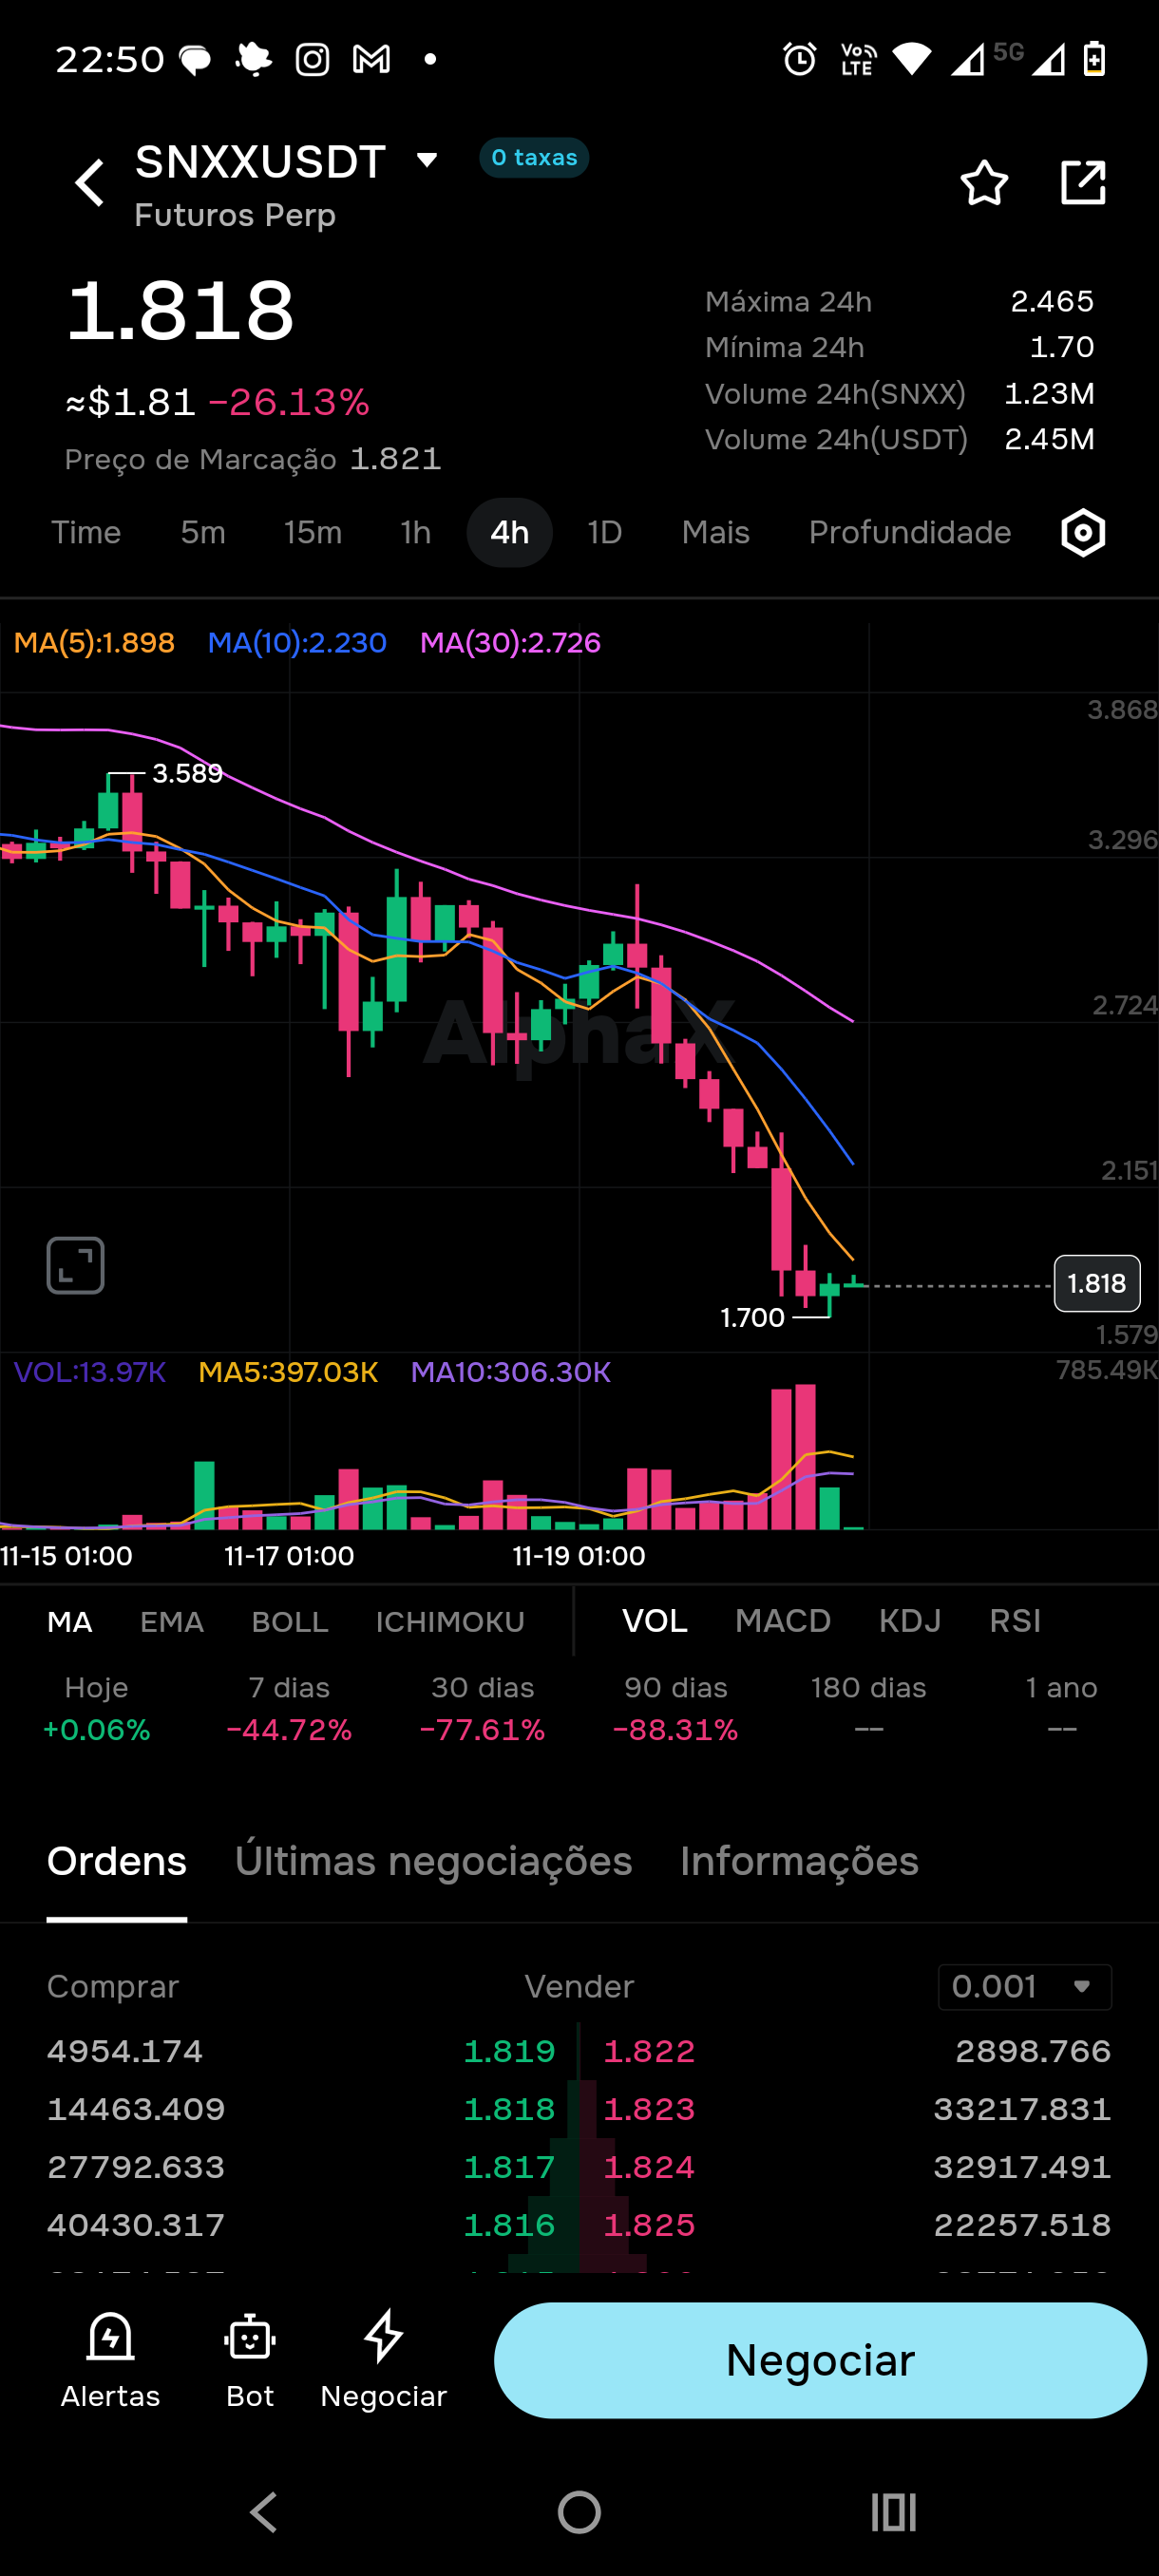 22:50
Vo) LTE 5G
SNXXUSDT 0 taxas
Futuros Perp
1.818
≈$1.81 -26.13%
Preço de Marcação 1.821
Máxima 24h 2.465
Mínima 24h 1.70
Volume 24h(SNXX) 1.23M
Volume 24h(USDT) 2.45M
Time 5m 15m 1h 4h 1D Mais Profundidade
MA(5):1.898 MA(10):2.230 MA(30):2.726
3.868
3.589
3.296
2.724
AlphaX
2.151
1.818
1.700
1.579
VOL:13.97K MA5:397.03K MA10:306.30K 785.49K
11-15 01:00 11-17 01:00 11-19 01:00
MA EMA BOLL ICHIMOKU VOL MACD KDJ RSI
Hoje 7 dias 30 dias 90 dias 180 dias 1 ano
+0.06% -44.72% -77.61% -88.31% -- --
Ordens Últimas negociações Informações
Comprar Vender 0.001
4954.174 1.819 1.822 2898.766
14463.409 1.818 1.823 33217.831
27792.633 1.817 1.824 32917.491
40430.317 1.816 1.825 22257.518
Alertas Bot Negociar Negociar